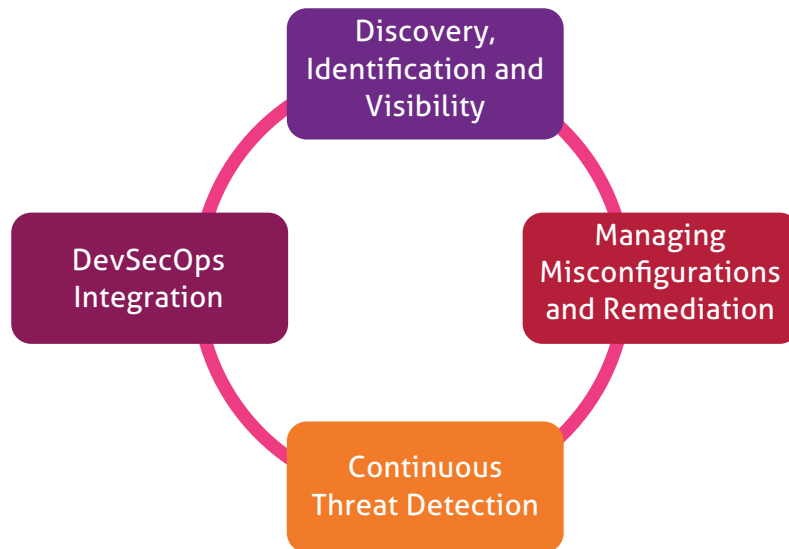 Discovery,
Identification and
Visibility
DevSecOps
Integration
Managing
Misconfigurations
and Remediation
Continuous
Threat Detection